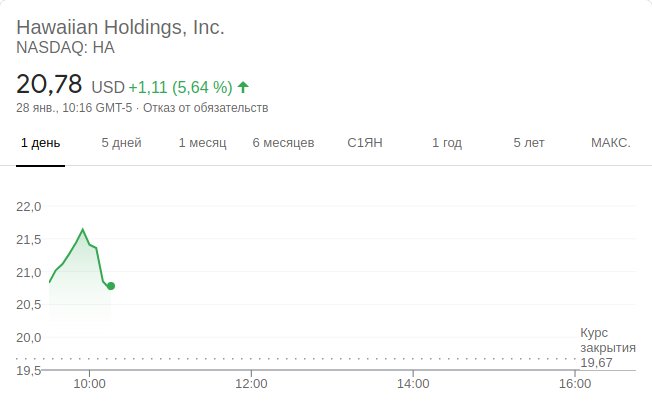 Hawaiian Holdings, Inc.
NASDAQ: HA
20,78 USD +1,11 (5,64 %)
28 янв., 10:16 GMT-5 · Отказ от обязательств
1 день 5 дней 1 месяц 6 месяцев С1ЯН 1 год 5 лет МАКС.
22,0
21,5
21,0
20,5
20,0
19,5
Курс
закрытия
19,67
10:00 12:00 14:00 16:00